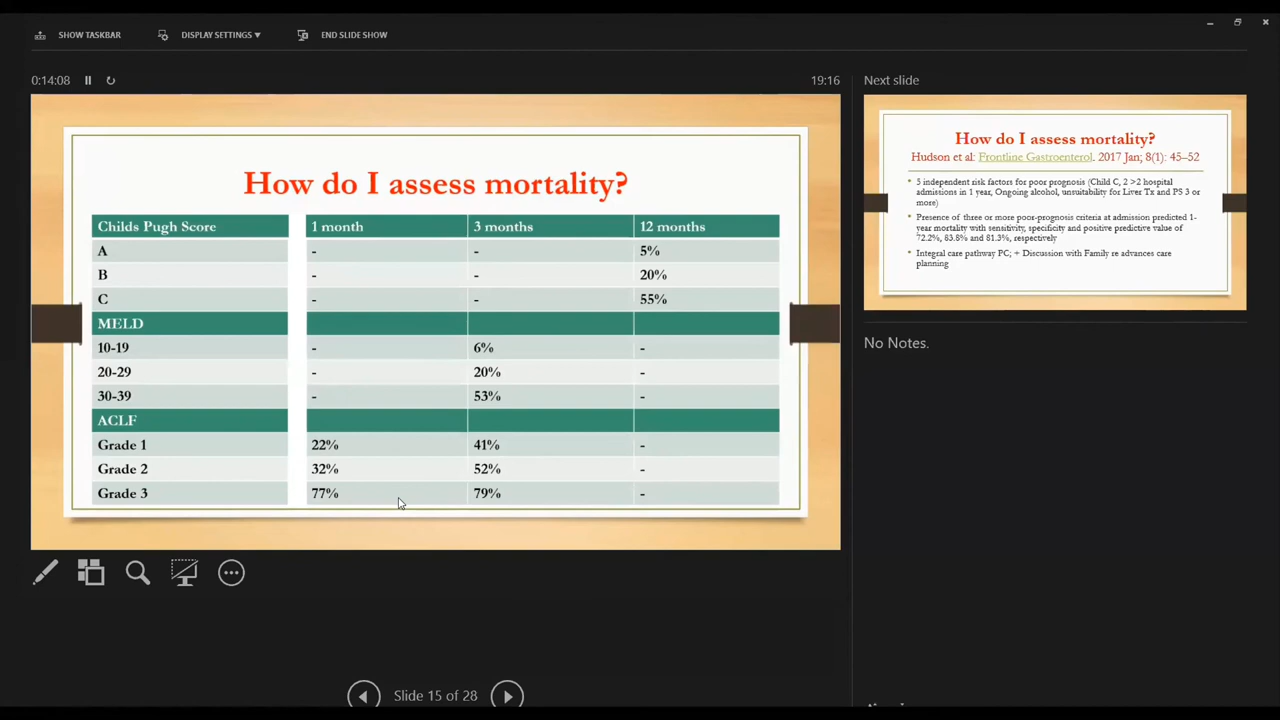 SHOW TASKBAR DISPLAY SETTINGS ▼ END SLIDE SHOW
0:14:08 19:16
How do I assess mortality?
Childs Pugh Score 1 month 3 months 12 months
A - - 5%
B - - 20%
C - - 55%
MELD
10-19 - 6% -
20-29 - 20% -
30-39 - 53% -
ACLF
Grade 1 22% 41% -
Grade 2 32% 52% -
Grade 3 77% 79% -
Slide 15 of 28
Next slide
How do I assess mortality?
Hudson et al: Frontline Gastroenterol. 2017 Jan; 8(1): 45–52
• 5 independent risk factors for poor prognosis (Child C, 2 >2 hospital
admissions in 1 year, Ongoing alcohol, unsuitability for Liver Tx and PS 3 or
more)
• Presence of three or more poor-prognosis criteria at admission predicted 1-
year mortality with sensitivity, specificity and positive predictive value of
72.2%, 83.8% and 81.3%, respectively
• Integral care pathway PC; + Discussion with Family re advances care
planning
No Notes.